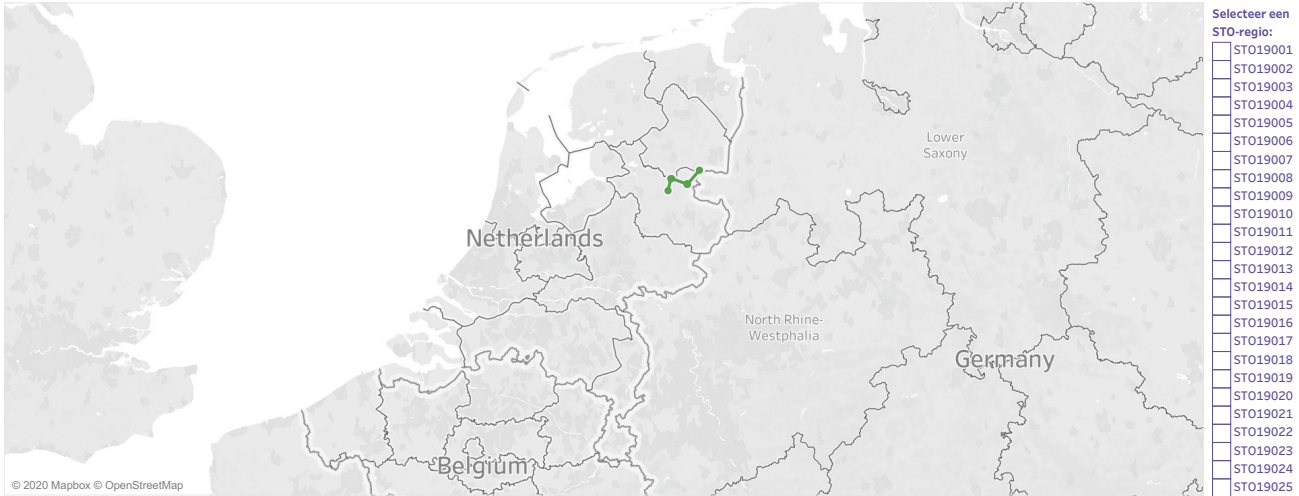 Lower
Saxony
Netherlands
North Rhine-
Westphalia
Germany
Belgium
© 2020 Mapbox © OpenStreetMap
Selecteer een
STO-regio:
STO19001
STO19002
STO19003
STO19004
STO19005
STO19006
STO19007
STO19008
STO19009
STO19010
STO19011
STO19012
STO19013
STO19014
STO19015
STO19016
STO19017
STO19018
STO19019
STO19020
STO19021
STO19022
STO19023
STO19024
STO19025